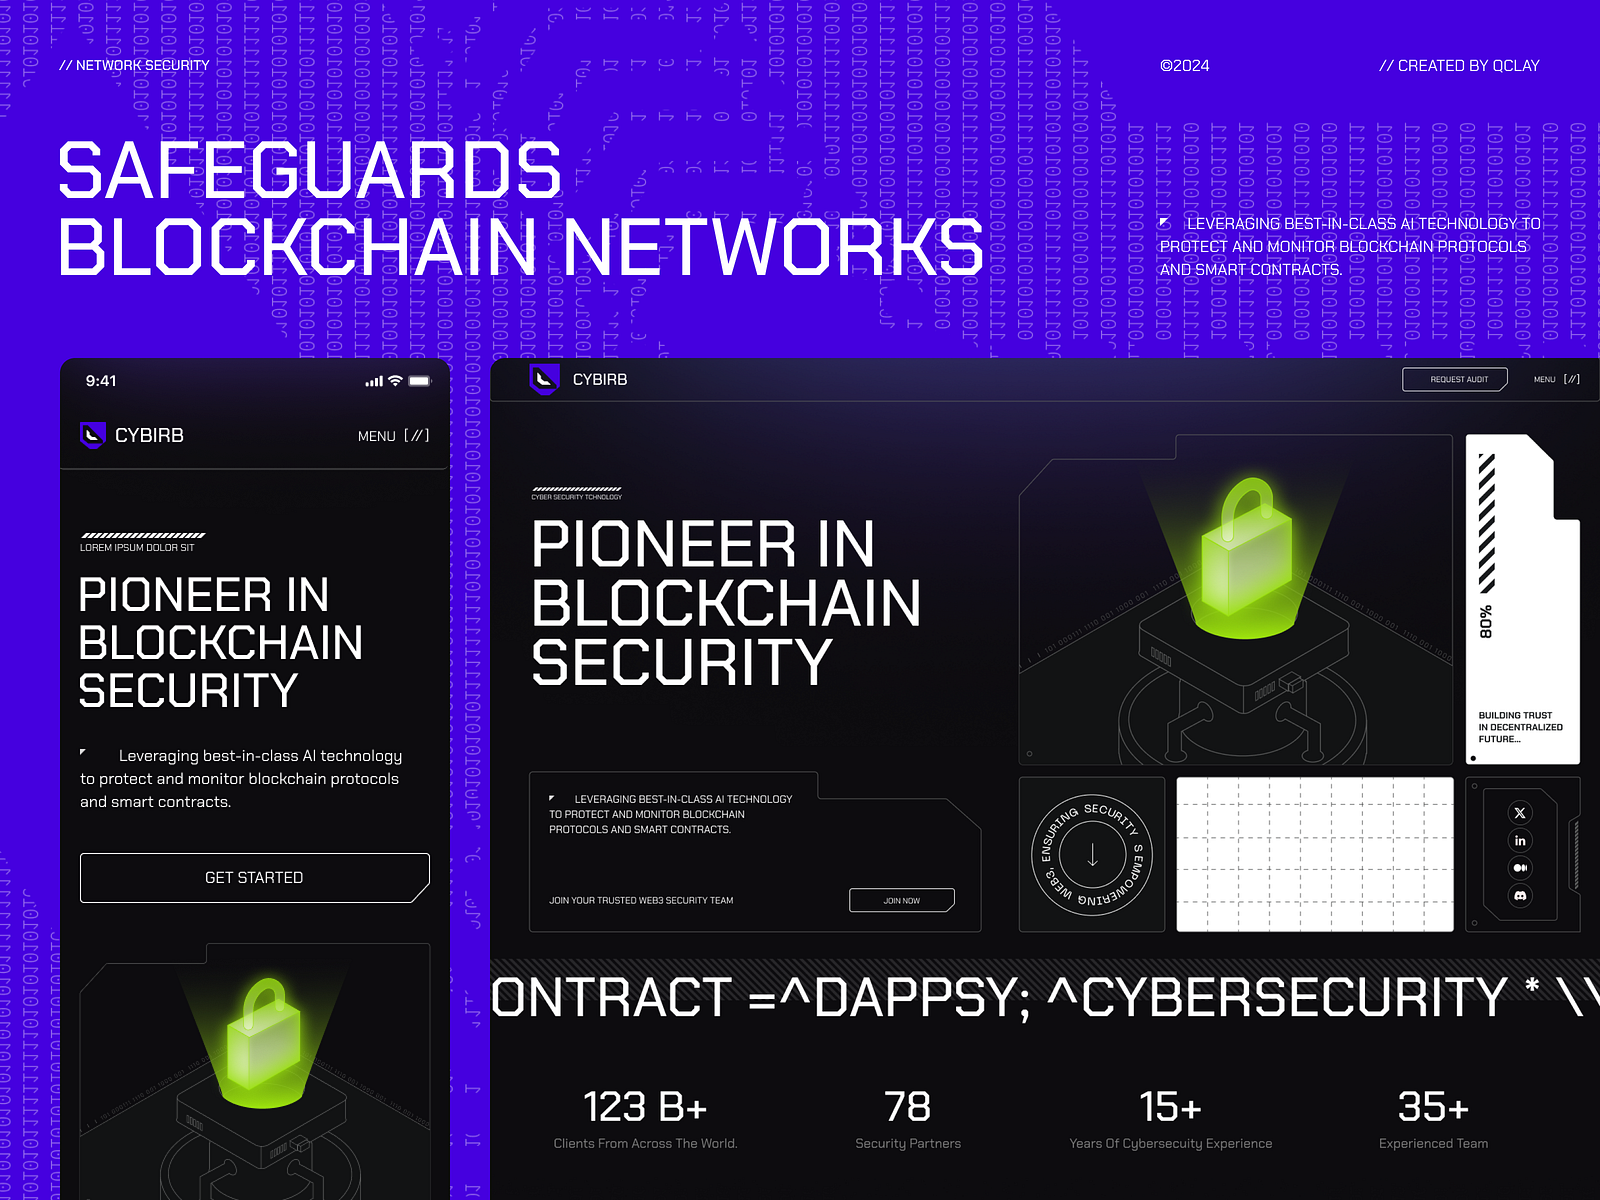 // NETWORK SECURITY
©2024
// CREATED BY QCLAY
SAFEGUARDS
BLOCKCHAIN NETWORKS
LEVERAGING BEST-IN-CLASS AI TECHNOLOGY TO
PROTECT AND MONITOR BLOCKCHAIN PROTOCOLS
AND SMART CONTRACTS.
9:41
CYBIRB
MENU [//]
LOREM IPSUM DOLOR SIT
PIONEER IN
BLOCKCHAIN
SECURITY
Leveraging best-in-class AI technology
to protect and monitor blockchain protocols
and smart contracts.
GET STARTED
CYBIRB
REQUEST AUDIT
MENU [//]
CYBER SECURITY TCHNOLOGY
PIONEER IN
BLOCKCHAIN
SECURITY
LEVERAGING BEST-IN-CLASS AI TECHNOLOGY
TO PROTECT AND MONITOR BLOCKCHAIN
PROTOCOLS AND SMART CONTRACTS.
JOIN YOUR TRUSTED WEB3 SECURITY TEAM
JOIN NOW
80%
BUILDING TRUST
IN DECENTRALIZED
FUTURE...
ENSURING SECURITY S EMPOWERING WEB3,
in
ONTRACT =^DAPPSY; ^CYBERSECURITY * \\
123 B+
Clients From Across The World.
78
Security Partners
15+
Years Of Cybersecuity Experience
35+
Experienced Team